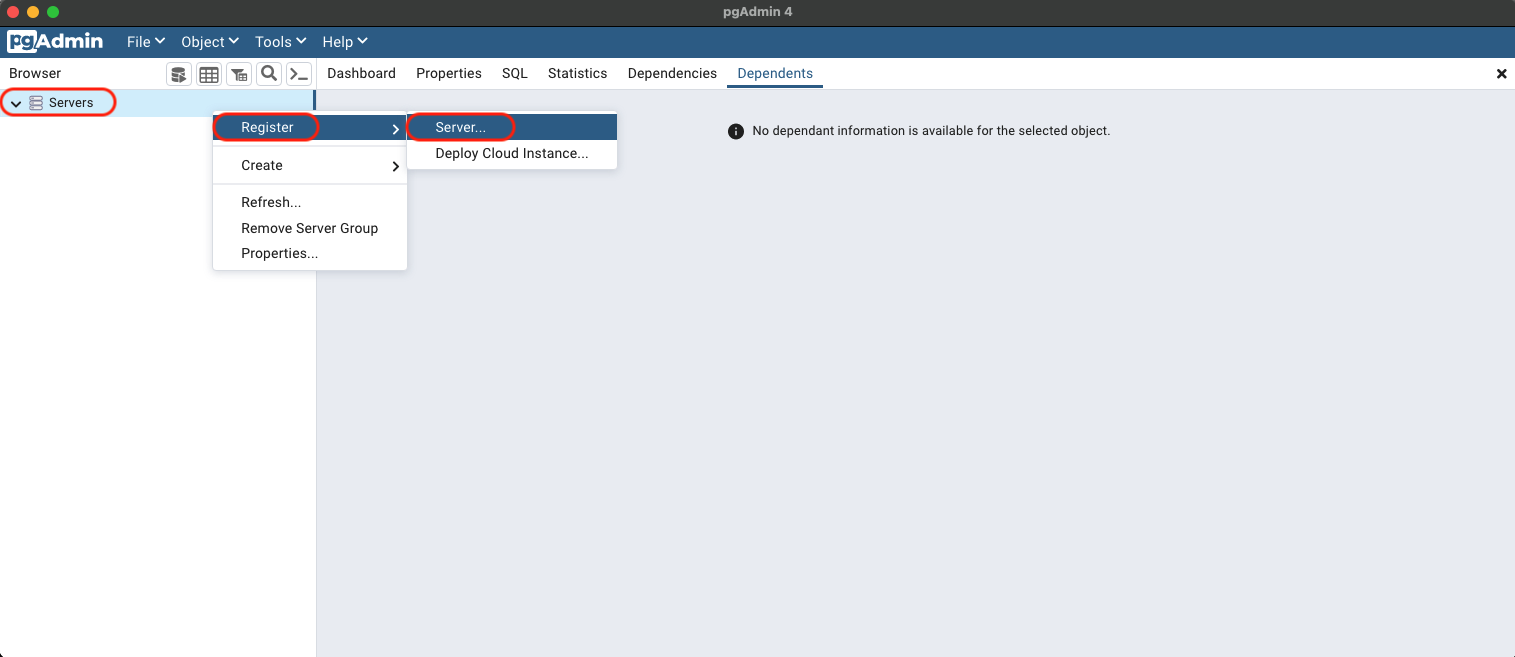 pgAdmin 4
pgAdmin File Object Tools Help
Browser Dashboard Properties SQL Statistics Dependencies Dependents
Servers
Register Server...
No dependant information is available for the selected object.
Deploy Cloud Instance...
Create
Refresh...
Remove Server Group
Properties...